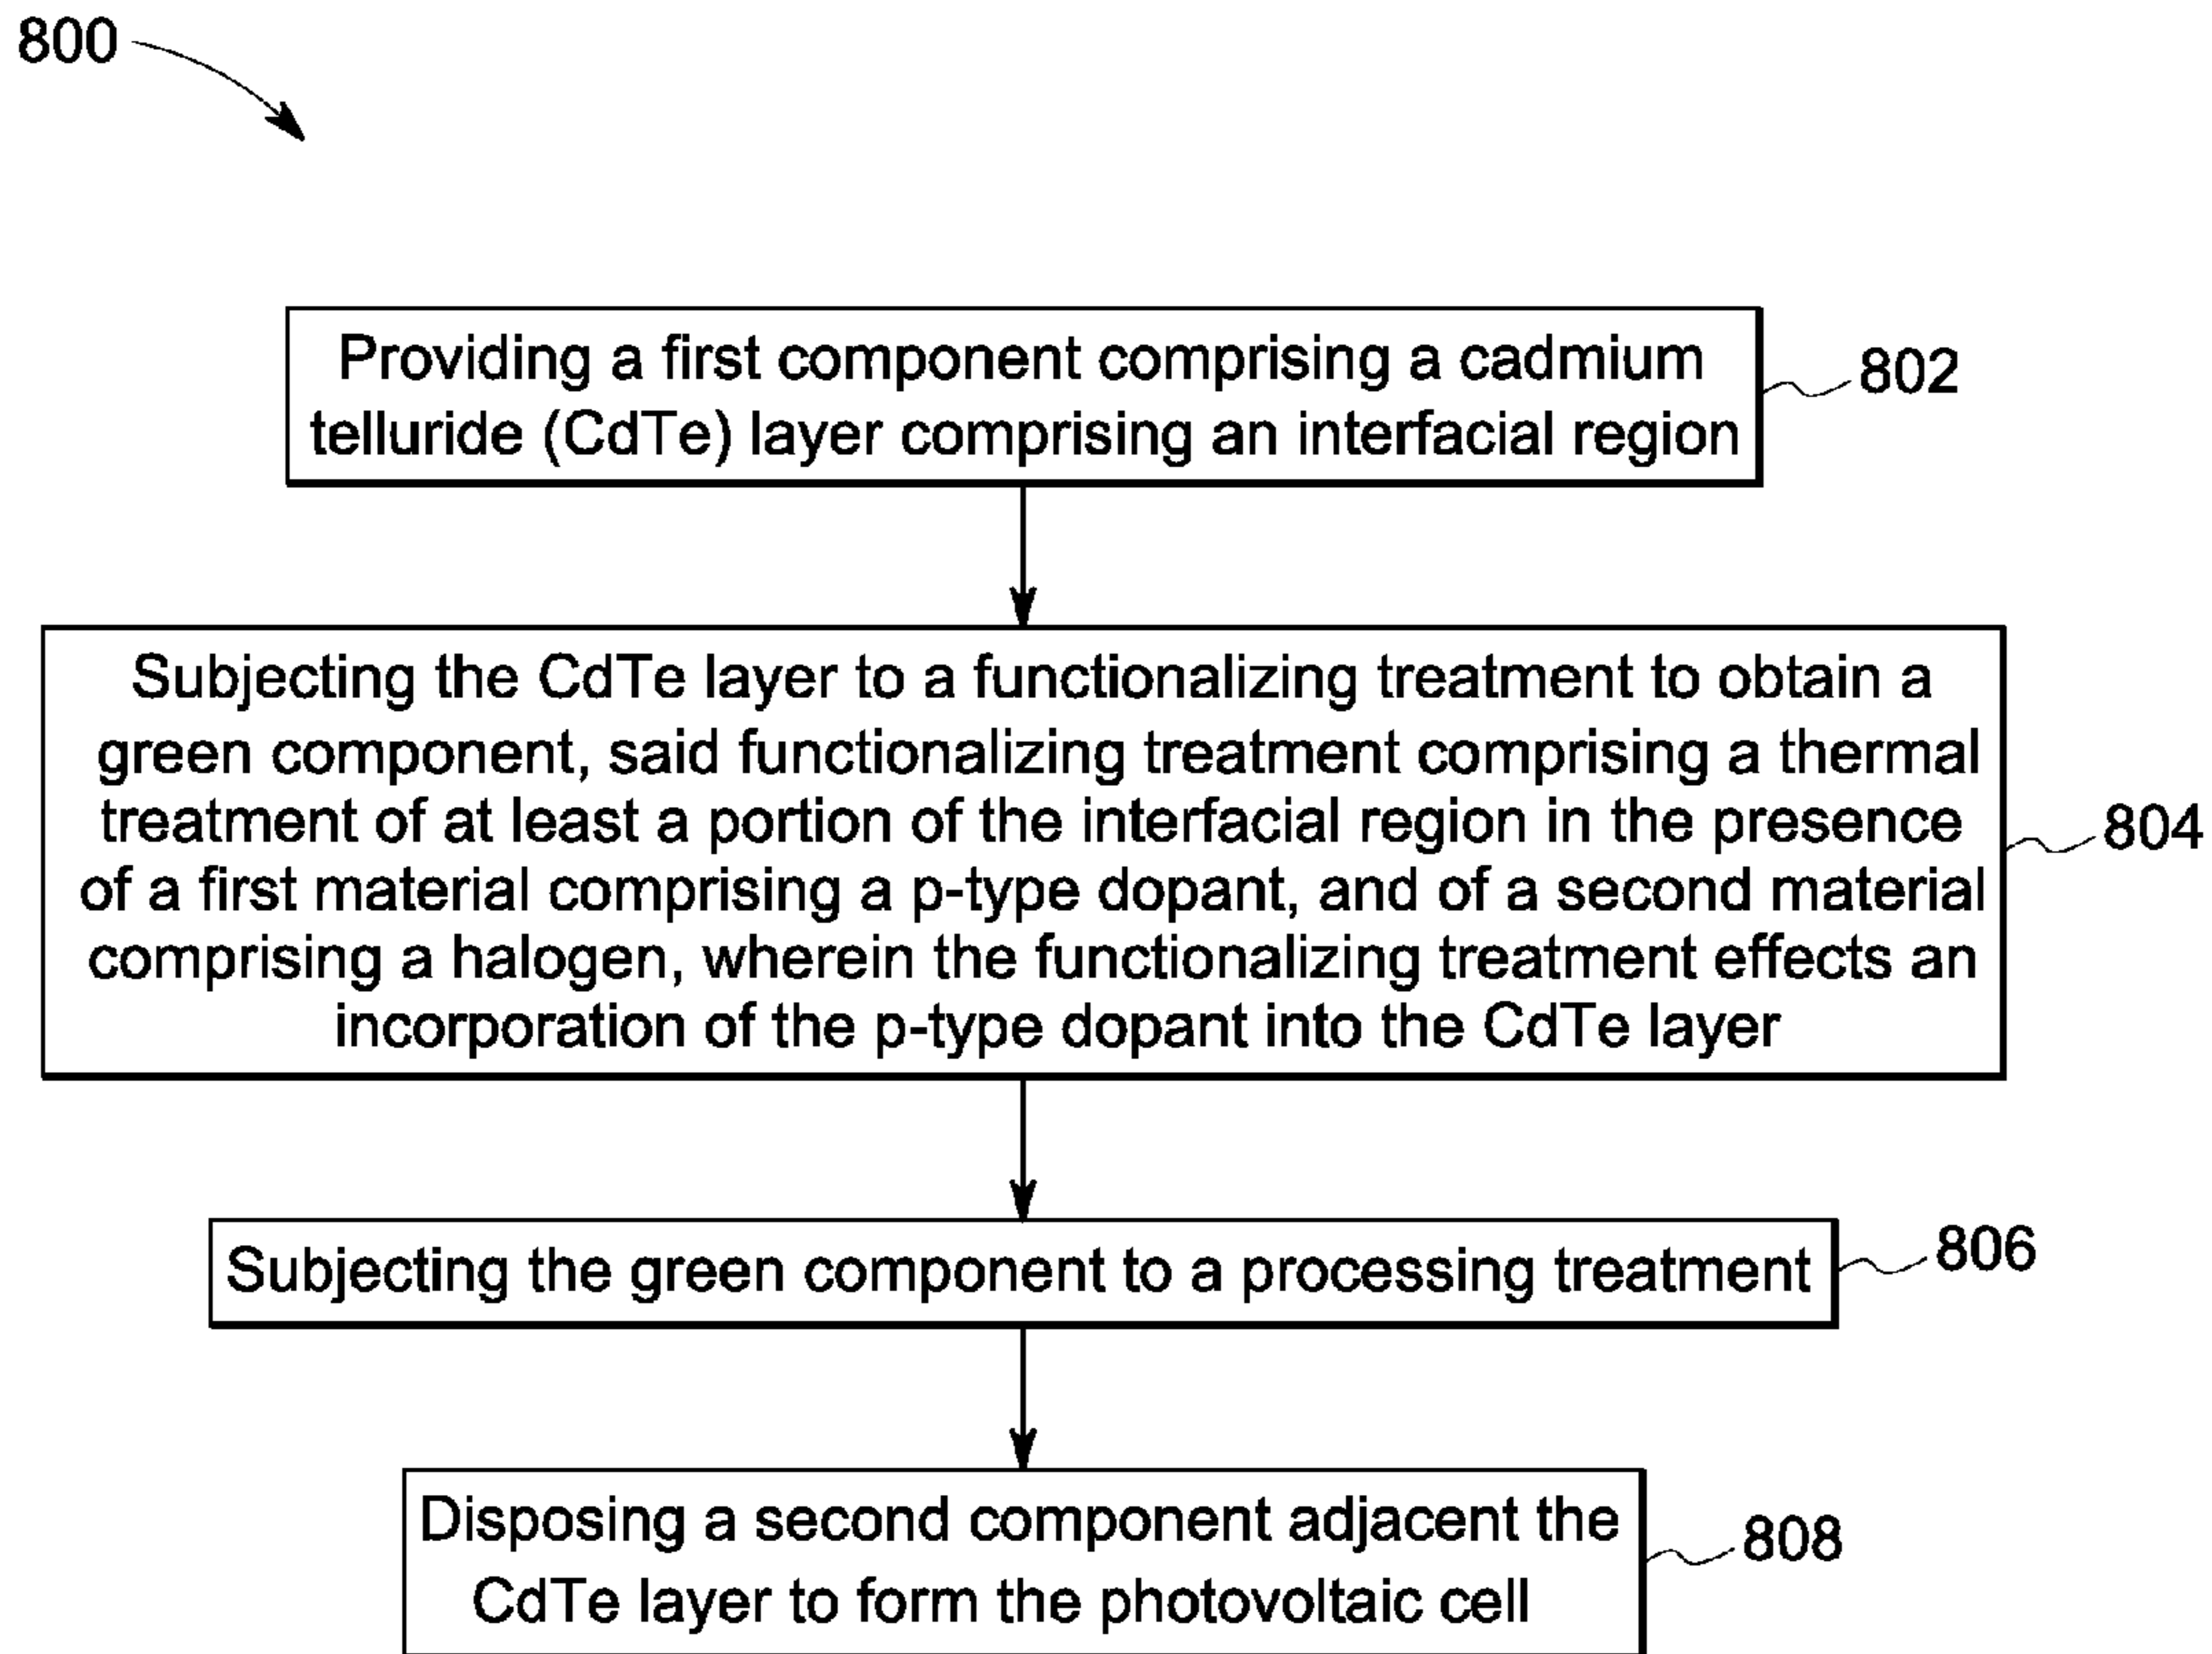 800
Providing a first component comprising a cadmium
telluride (CdTe) layer comprising an interfacial region
802
Subjecting the CdTe layer to a functionalizing treatment to obtain a
green component, said functionalizing treatment comprising a thermal
treatment of at least a portion of the interfacial region in the presence
of a first material comprising a p-type dopant, and of a second material
comprising a halogen, wherein the functionalizing treatment effects an
incorporation of the p-type dopant into the CdTe layer
804
Subjecting the green component to a processing treatment
806
Disposing a second component adjacent the
CdTe layer to form the photovoltaic cell
808